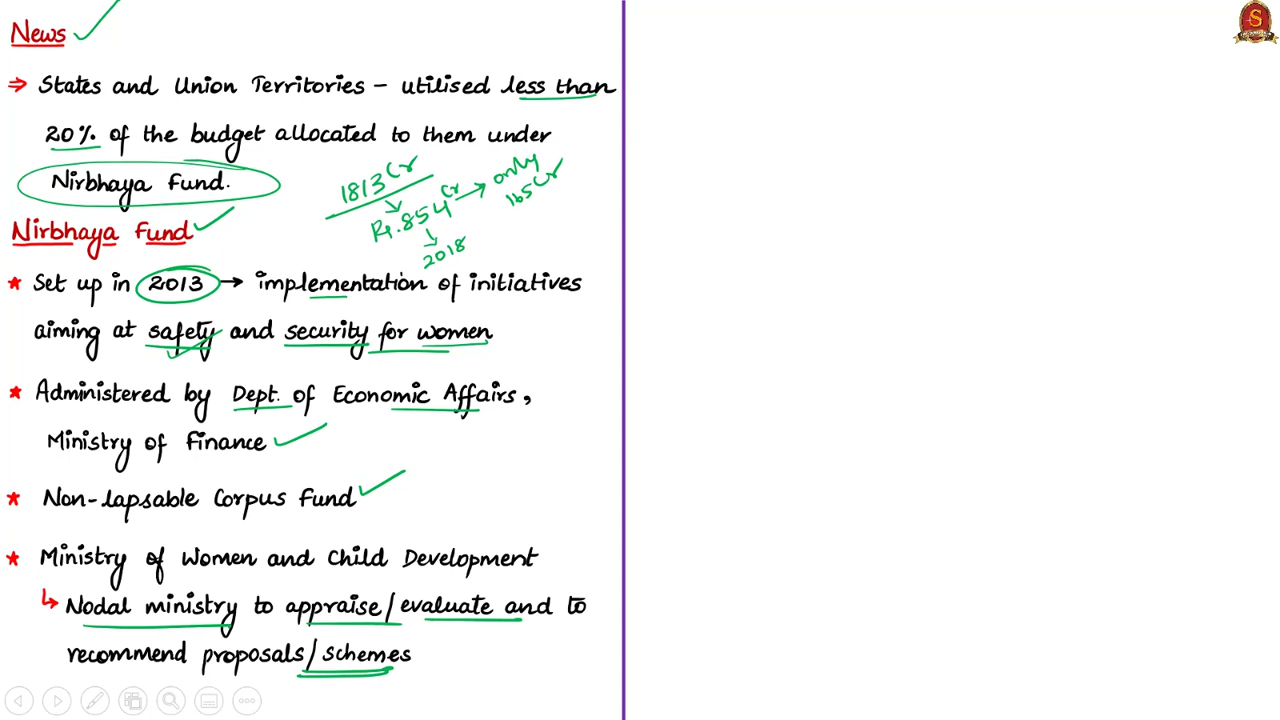 News
⇒ States and Union Territories - utilised less than
20% of the budget allocated to them under
Nirbhaya Fund.
1813 Cr
Rs.854 Cr → only
165 Cr
2018
Nirbhaya Fund
* Set up in 2013 → implementation of initiatives
aiming at safety and security for women
* Administered by Dept. of Economic Affairs,
Ministry of Finance
* Non-lapsable Corpus Fund
* Ministry of Women and Child Development
↳ Nodal ministry to appraise/evaluate and to
recommend proposals/schemes
S